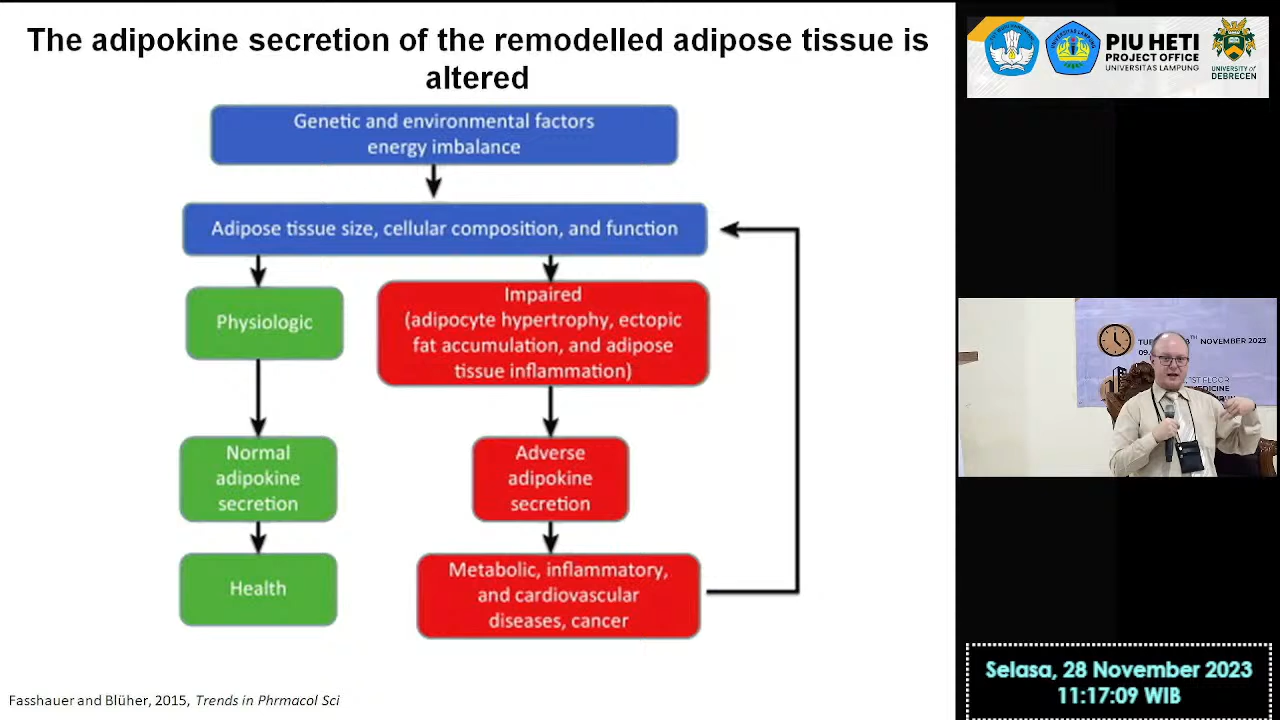 The adipokine secretion of the remodelled adipose tissue is
altered
Genetic and environmental factors
energy imbalance
Adipose tissue size, cellular composition, and function
Physiologic
Impaired
(adipocyte hypertrophy, ectopic
fat accumulation, and adipose
tissue inflammation)
Normal
adipokine
secretion
Adverse
adipokine
secretion
Health
Metabolic, inflammatory,
and cardiovascular
diseases, cancer
Fasshauer and Blüher, 2015, Trends in Phrmacol Sci
PIU HETI
PROJECT OFFICE
UNIVERSITAS LAMPUNG
UNIVERSITY of
DEBRECEN
NOVEMBER 2023
FLOOR
Selasa, 28 November 2023
11:17:09 WIB